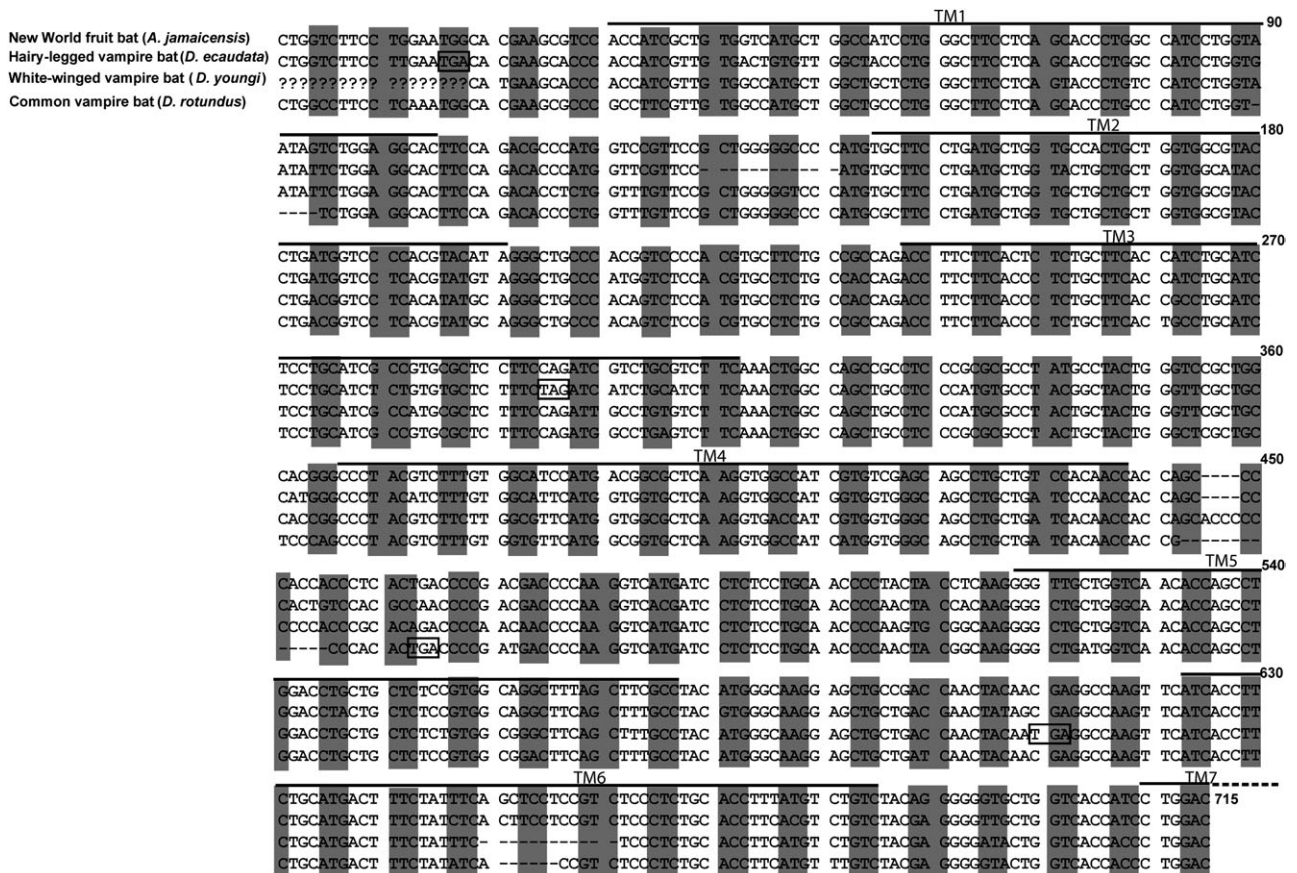 TM1 90
New World fruit bat (A. jamaicensis) CTGGTCTTCC TGGAATGGCA CGAAGCGTCC ACCATCGCTG TGGTCATGCT GGCCATCCTG GGCTTCCTCA GCACCCTGGC CATCCTGGTA
Hairy-legged vampire bat (D. ecaudata) CTGGTCTTCC TTGAATGACA CGAAGCACCC ACCATCGTTG TGACTGTGTT GGCTACCCTG GGCTTCCTCA GCACCCTGGC CATCCTGGTG
White-winged vampire bat (D. youngi) ?????????? ??????????CA TGAAGCACCC ACCATCGTTG TGGCCATGCT GGCTGCTCTG GGCTTCCTCA GTACCCTGTC CATCCTGGTG
Common vampire bat (D. rotundus) CTGGCCTTCC TCAAATGGCA CGAAGCGCCC GCCTTCGTTG TGGCCATGCT GGCTGCCCTG GGCTTCCTCA GCACCCTGCC CATCCTGGT-
TM2 180
ATAGTCTGGA GGCACTTCCA GACGCCCATG GGTCCGTTCCG CTGGGGGCCC CATGTGCTTC CTGATGCTGG TGCCACTGCT GGTGGCGTAC
ATATTCTGGA GGCACTTCCA GACACCCATG GGTTCGTTCC- ---------- -ATGTGCTTC CTGATGCTGG TACTGCTGCT GGTGGCATAC
ATATTCTGGA GGCACTTCCA GACACCTCTG GGTTTGTTCCG CTGGGGGTCCC CATGTGCTTC CTGATGCTGG TGCTGCTGCT GGTGGCGTAC
----TCTGGA GGCACTTCCA GACACCCCTG GGTTTGTTCCG CTGGGGGCCC CATGCGCTTC CTGATGCTGG TGCTGCTGCT GGTGGCGTAC
TM3 270
CTGATGGTCC CCACGTACAT AGGGCTGCCC ACGGTCCCCA CGTGCTTCTG CCGCCAGACC TTCTTCACTC TCTGCTTCAC CATCTGCATC
CTGATGGTCC TCACGTATGT AGGGCTGCCC ATGGTCTCCA CGTGCCTCTG CCACCAGACC TTCTTCACCC TCTGCTTCAC CATCTGCATC
CTGACGGTCC TCACATATGC AGGGCTGCCC ACAGTCTCCA TGTGCCTCTG CCACCAGACC TTCTTCACCC TCTGCTTCAC CGCCTGCATC
CTGACGGTCC TCACGTATGC AGGGCTGCCC ACAGTCTCCG CGTGCCTCTG CCGCCAGACC TTCTTCACCC TCTGCTTCAC TGCCTGCATC
360
TCCTGCATCG CCGTGCGCTC CTTCCAGATC GTCTGCGTCT TCAAACTGGC CAGCCGCCTC CCGCGCGCCT ATGCCTACTG GGTCCGCTGG
TCCTGCATCT CTGTGTGCTC TTTCTAGATC ATCTGCATCT TCAAACTGGC CAGCTGCCTC CCATGTGCCT ACGGCTACTG GGTTCGCTGC
TCCTGCATCG CCATGCGCTC TTTCCAGATT GCCTGTGTCT TCAAACTGGC CAGCTGCCTC CCATGCGCCT ACTGCTACTG GGTTCGCTGC
TCCTGCATCG CCGTGCGCTC TTTCCAGATG GCCTGAGTCT TCAAACTGGC CAGCTGCCTC CCGCGCGCCT ACTGCTACTG GGCTCGCTGC
TM4 450
CACGGGCCCT ACGTCTTTGT GGCATCCATG ACGGCGCTCA AGGTGGCCAT CGTGTCGAGC AGCCTGCTGT CCACAACCAC CAGC----CC
CATGGGCCCT ACATCTTTGT GGCATTCATG GTGGTGCTCA AGGTGGCCAT GGTGGTGGGC AGCCTGCTGA TCCCAACCAC CAGC----CC
CACCGGCCCT ACGTCTTCTT GGCGTTCATG GTGGCGCTCA AGGTGACCAT CGTGGTGGGC AGCCTGCTGA TCACAACCAC CAGCACCCCC
TCCCAGCCCT ACGTCTTTGT GGTGTTCATG GCGGTGCTCA AGGTGGCCAT CATGGTGGGC AGCCTGCTGA TCACAACCAC CG--------
TM5 540
CACCACCCTC ACTGACCCCG ACGACCCCAA GGTCATGATC CTCTCCTGCA ACCCCTACTA CCTCAAGGGG TTGCTGGTCA ACACCAGCCT
CACTGTCCAC GCCAACCCCG ACGACCCCAA GGTCACGATC CTCTCCTGCA ACCCCAACTA CCACAAGGGG CTGCTGGGCA ACACCAGCCT
CCCCACCCGC ACAGACCCCA ACAACCCCAA GGTCATGATC CTCTCCTGCA ACCCCAAGTG CGGCAAGGGG CTGCTGGTCA ACACCAGCCT
-----CCCAC ACTGACCCCG ATGACCCCAA GGTCATGATC CTCTCCTGCA ACCCCAACTA CGGCAAGGGG CTGATGGTCA ACACCAGCCT
630
GGACCTGCTG CTCTCCGTGG CAGGCTTTAG CTTCGCCTAC ATGGGCAAGG AGCTGCCGAC CAACTACAAC GAGGCCAAGT TCATCACCTT
GGACCTACTG CTCTCCGTGG CAGGCTTCAG CTTTGCCTAC GTGGGCAAGG AGCTGCTGAC GAACTATAGC GAGGCCAAGT TCATCACCTT
GGACCTGCTG CTCTCTGTGG CGGGCTTCAG CTTTGCCTAC ATGGGCAAGG AGCTGCTGAC CAACTACAAT GAGGCCAAGT TCATCACCTT
GGACCTGCTG CTCTCCGTGG CGGACTTCAG CTTTGCCTAC ATGGGCAAGG AGCTGCTGAT CAACTACAAC GAGGCCAAGT TCATCACCTT
TM6 TM7
CTGCATGACT TTCTATTTCA GCTCCTCCGT CTCCCTCTGC ACCTTTATGT CTGTCTACAG GGGGGTGCTG GTCACCATCC TGGAC 715
CTGCATGACT TTCTATCTCA CTTCCTCCGT CTCCCTCTGC ACCTTCACGT CTGTCTACGA GGGGTTGCTG GTCACCATCC TGGAC
CTGCATGACT TTCTATTTC- ---------- -TCCCTCTGC ACCTTCATGT CTGTCTACGA GGGGATACTG GTCACCATCC TGGAC
CTGCATGACT TTCTATATCA -------CCGT CTCCCTCTGC ACCTTCATGT TTGTCTACGA GGGGGTACTG GTCACCACCC TGGAC